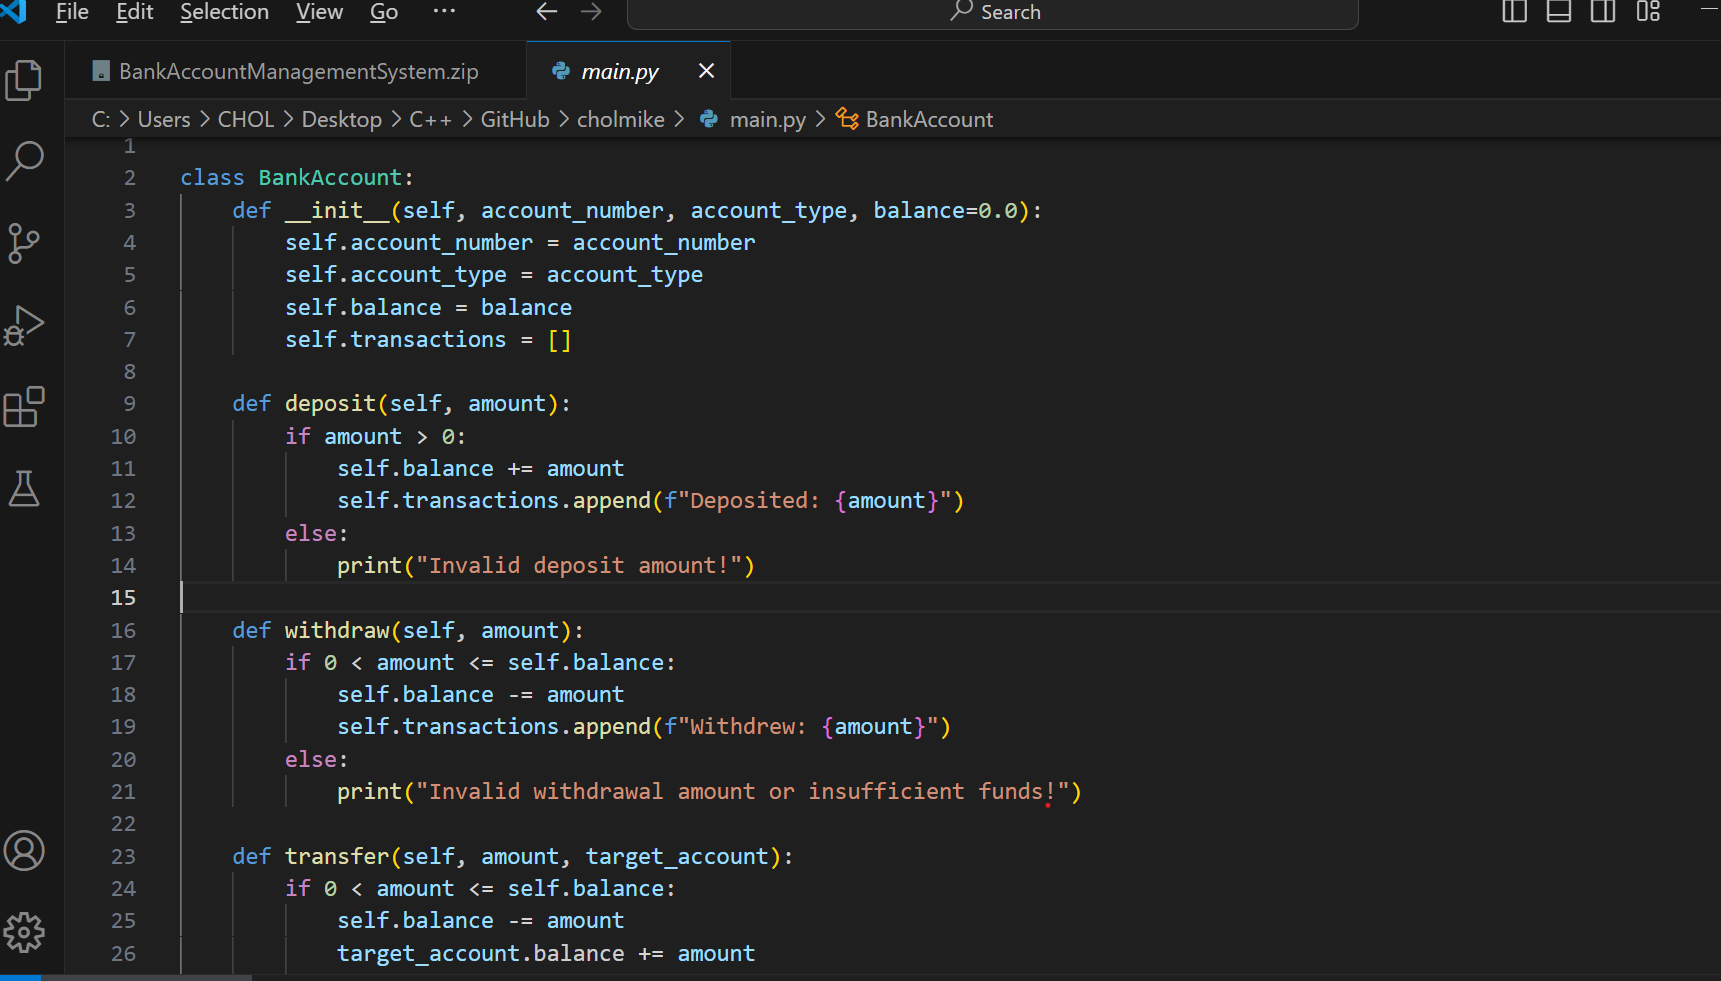 File Edit Selection View Go ··· Search
BankAccountManagementSystem.zip main.py
C: > Users > CHOL > Desktop > C++ > GitHub > cholmike > main.py > BankAccount
1
2 class BankAccount:
3     def __init__(self, account_number, account_type, balance=0.0):
4         self.account_number = account_number
5         self.account_type = account_type
6         self.balance = balance
7         self.transactions = []
8
9     def deposit(self, amount):
10         if amount > 0:
11             self.balance += amount
12             self.transactions.append(f"Deposited: {amount}")
13         else:
14             print("Invalid deposit amount!")
15
16     def withdraw(self, amount):
17         if 0 < amount <= self.balance:
18             self.balance -= amount
19             self.transactions.append(f"Withdrew: {amount}")
20         else:
21             print("Invalid withdrawal amount or insufficient funds!")
22
23     def transfer(self, amount, target_account):
24         if 0 < amount <= self.balance:
25             self.balance -= amount
26             target_account.balance += amount